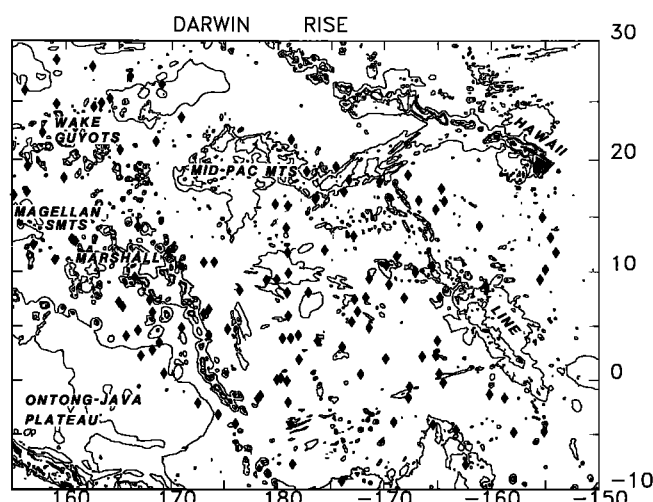 DARWIN RISE
30
HAWAII
WAKE
GUYOTS
20
MID-PAC MTS
MAGELLAN
SMTS
MARSHALL
10
LINE
0
ONTONG-JAVA
PLATEAU
-10
160 170 180 -170 -160 -150